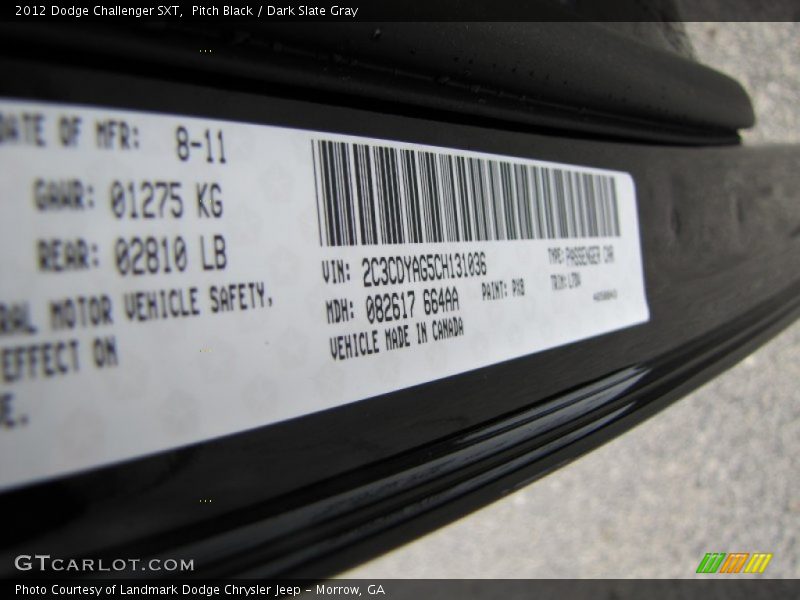 2012 Dodge Challenger SXT,  Pitch Black / Dark Slate Gray
DATE OF MFR: 8-11
GAWR: 01275 KG
REAR: 02810 LB
RAL MOTOR VEHICLE SAFETY,
EFFECT ON
VIN: 2C3CDYAG5CH131036
TYPE: PASSENGER CAR
MDH: 082617 664AA
PAINT: PX8
TRIM:
VEHICLE MADE IN CANADA
GTCARLOT.COM
Photo Courtesy of Landmark Dodge Chrysler Jeep - Morrow, GA